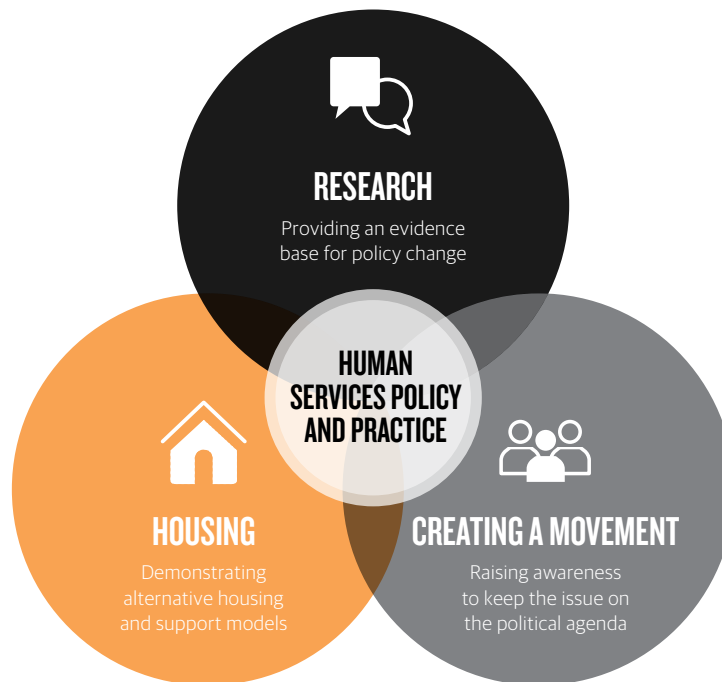 RESEARCH
Providing an evidence
base for policy change
HUMAN
SERVICES POLICY
AND PRACTICE
HOUSING
Demonstrating
alternative housing
and support models
CREATING A MOVEMENT
Raising awareness
to keep the issue on
the political agenda